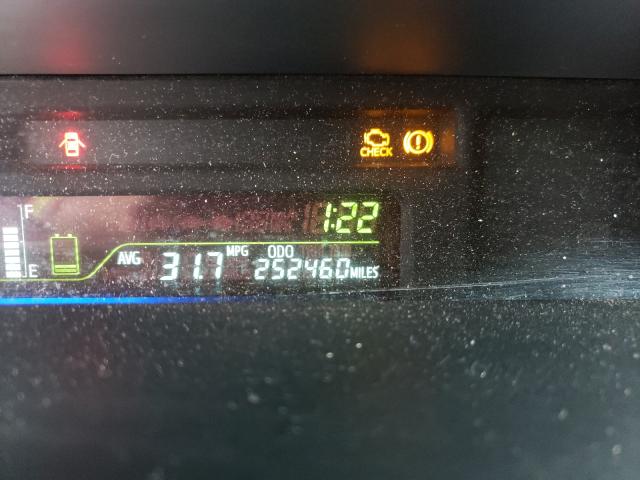 CHECK
F
1:22
E
AVG 31.7 MPG ODO 252460 MILES